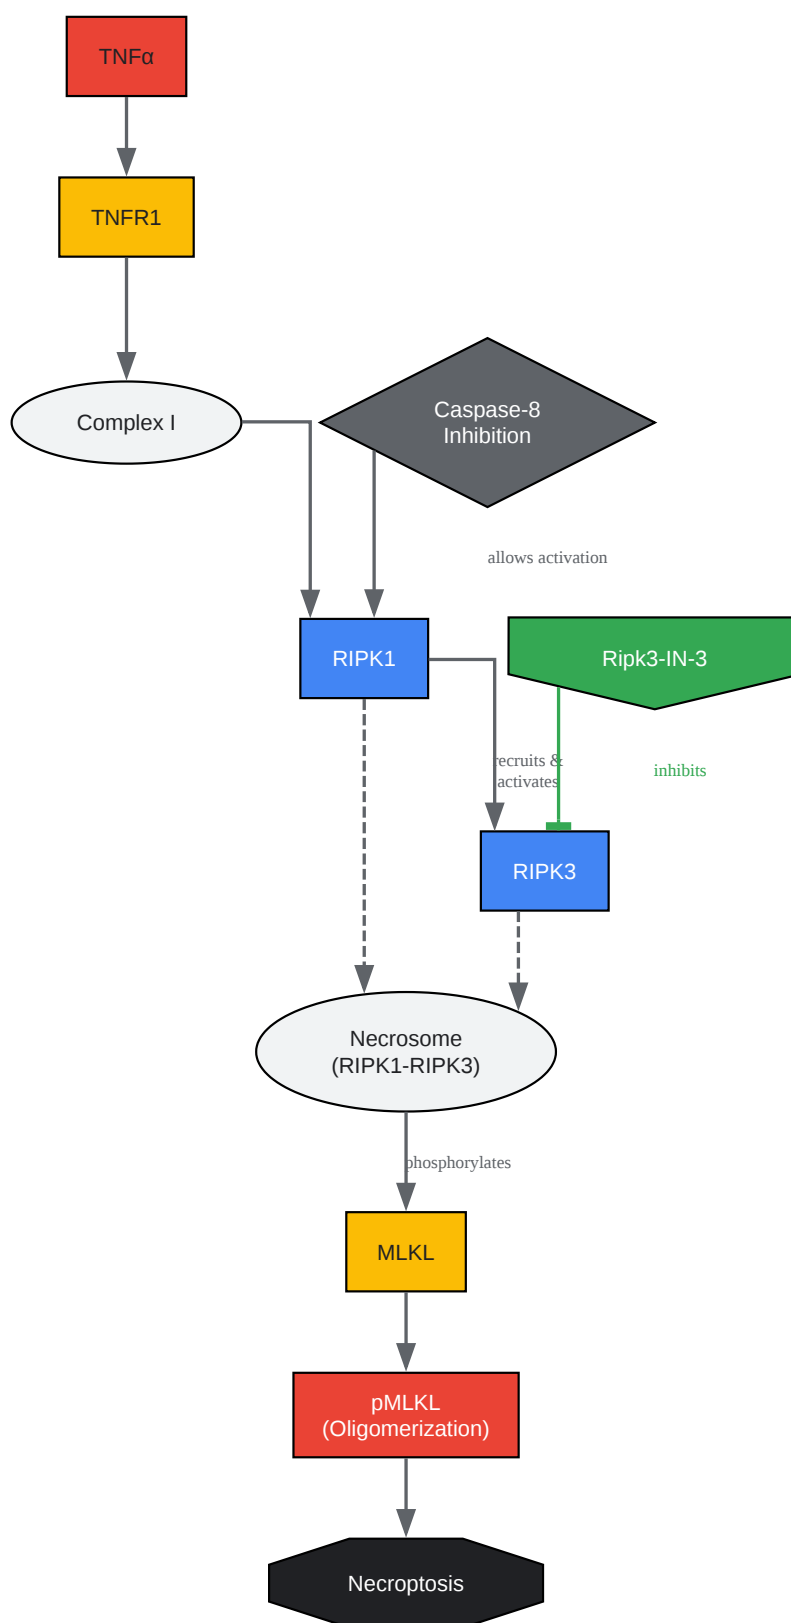 TNFα
TNFR1
Complex I
Caspase-8
Inhibition
allows activation
RIPK1
Ripk3-IN-3
recruits &
activates
inhibits
RIPK3
Necrosome
(RIPK1-RIPK3)
phosphorylates
MLKL
pMLKL
(Oligomerization)
Necroptosis